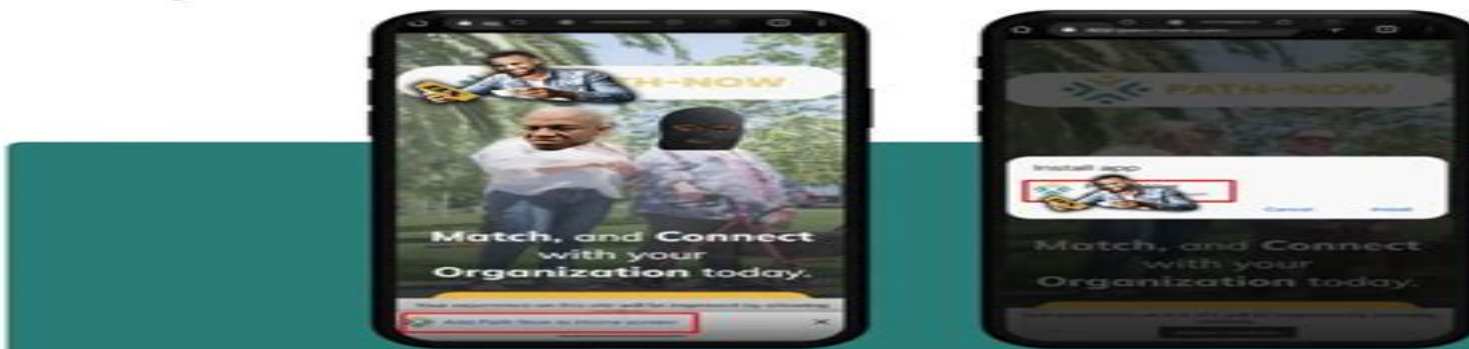 TH-NOW
Match, and Connect
with your
Organization today.
Add Path Now to Home screen
PATH-NOW
Install app
Cancel
Install
Match, and Connect
with your
Organization today.